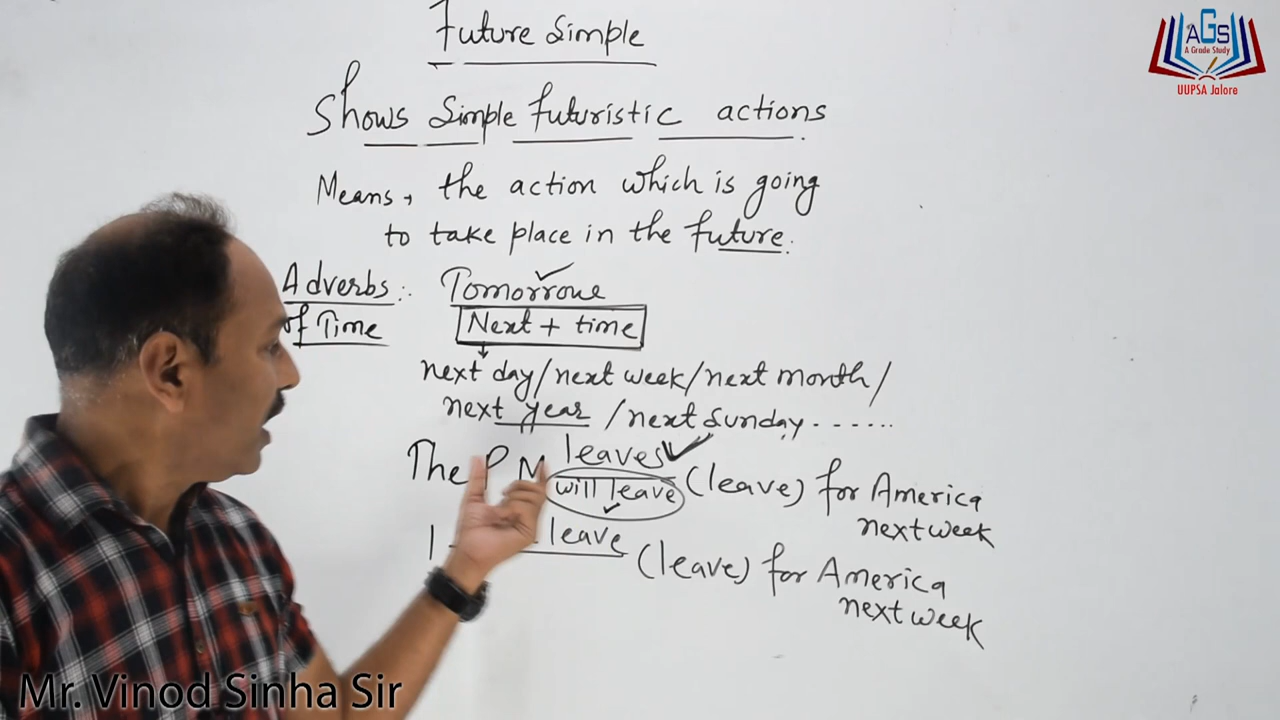 Future Simple
Shows Simple futuristic actions
Means, the action which is going
to take place in the future.
Adverbs :. Tomorrow
of Time Next + time
next day/next week/next month/
next year /next Sunday ......
The PM leaves
will leave (leave) for America
next week
I leave (leave) for America
next week
AGS
A Grade Study
UUPSA Jalore
Mr. Vinod Sinha Sir